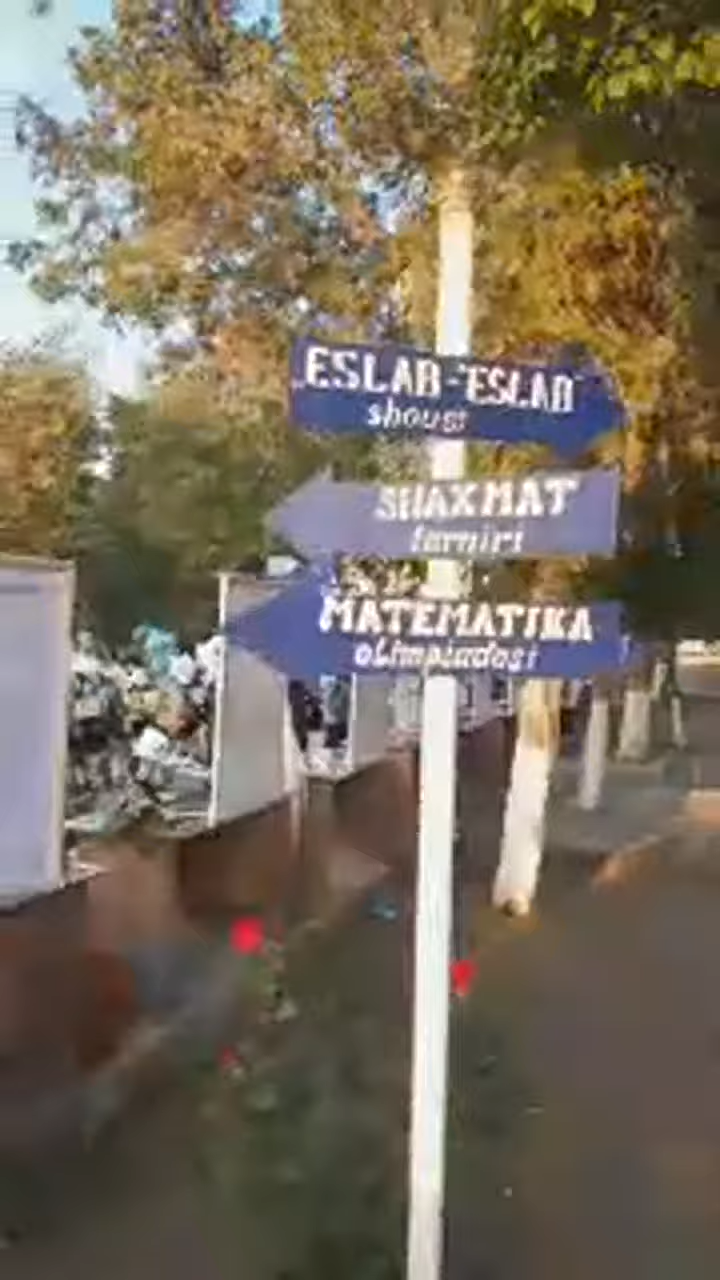 ESLAB-"ESLAB"
shousi
SHAXMAT
turniri
MATEMATIKA
olimpiadasi